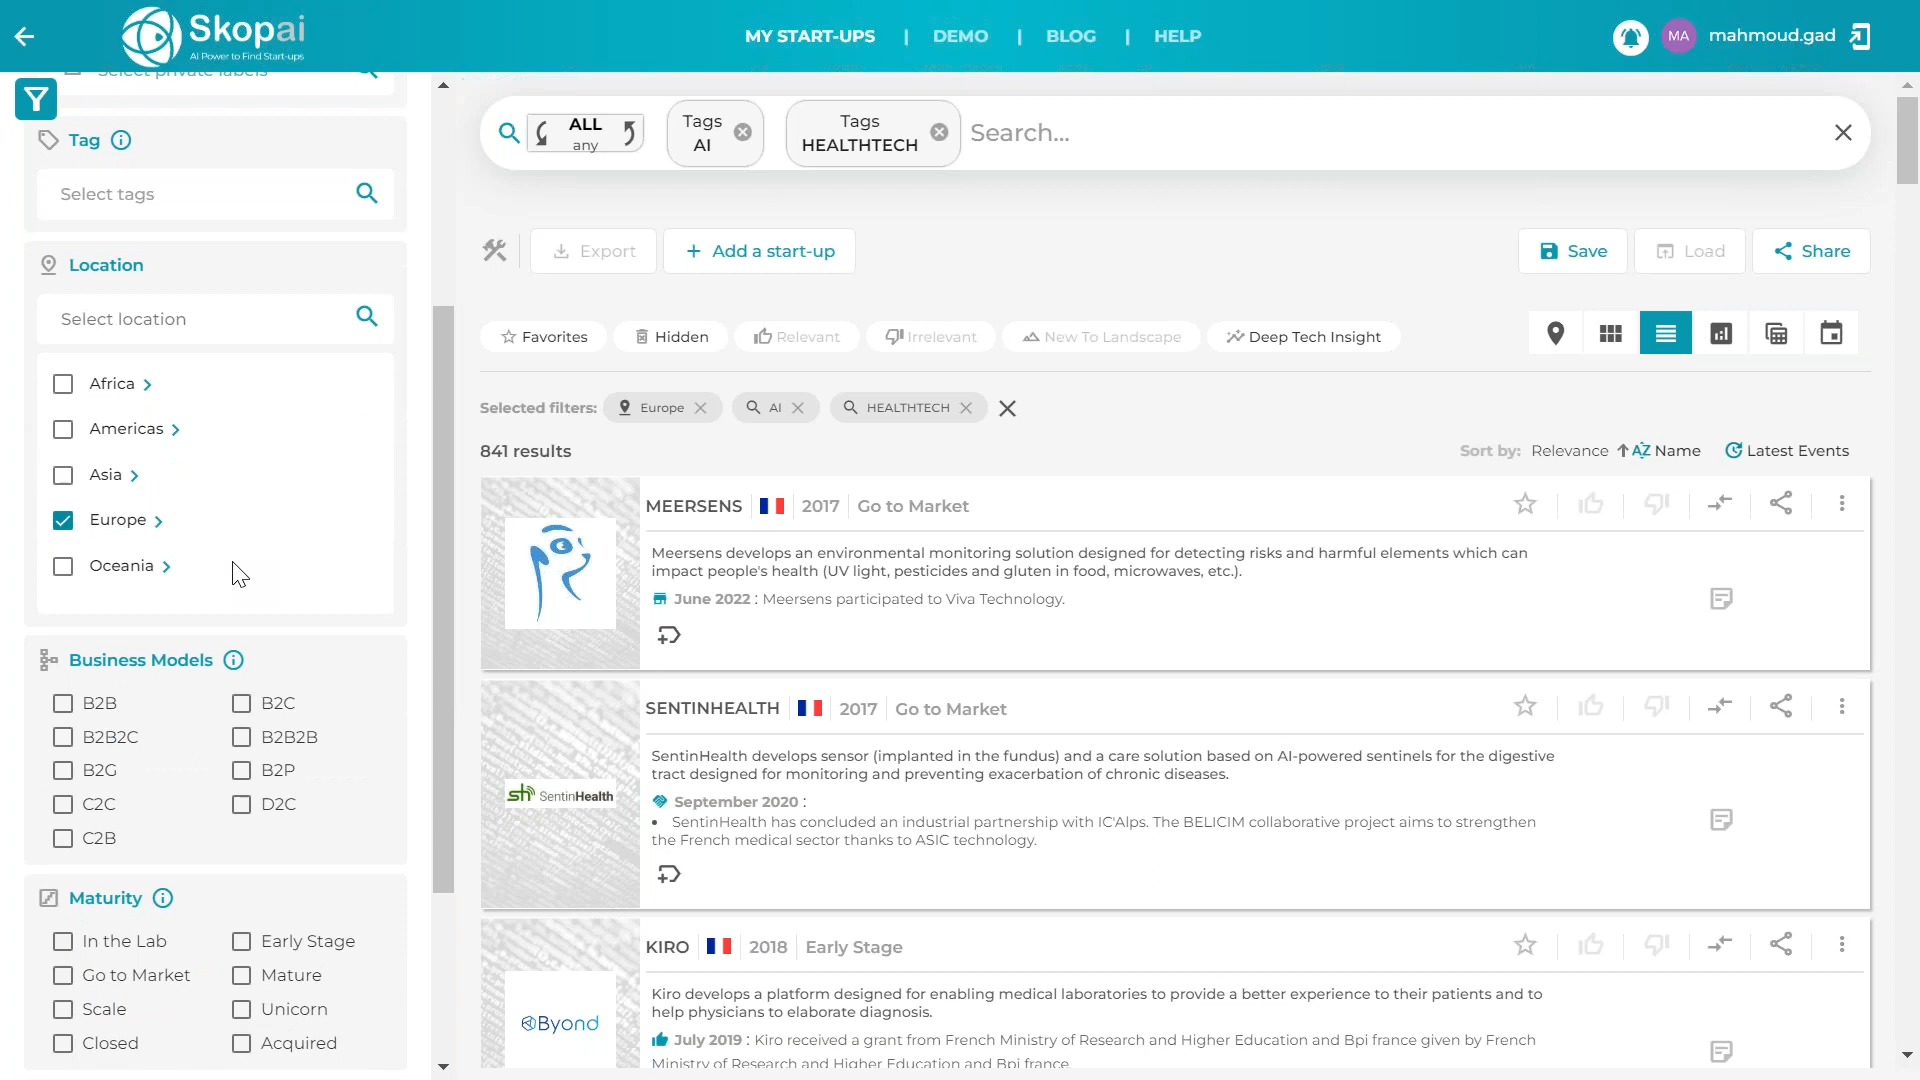 Skopai
AI Power to Find Start-ups
MY START-UPS | DEMO | BLOG | HELP
MA mahmoud.gad
Select private labels
Tag
Select tags
Location
Select location
Africa
Americas
Asia
Europe
Oceania
Business Models
B2B B2C
B2B2C B2B2B
B2G B2P
C2C D2C
C2B
Maturity
In the Lab Early Stage
Go to Market Mature
Scale Unicorn
Closed Acquired
ALL
any
Tags
AI
Tags
HEALTHTECH
Search...
Export + Add a start-up
Save Load Share
Favorites Hidden Relevant Irrelevant New To Landscape Deep Tech Insight
Selected filters: Europe AI HEALTHTECH
841 results
Sort by: Relevance AZ Name Latest Events
MEERSENS 2017 Go to Market
Meersens develops an environmental monitoring solution designed for detecting risks and harmful elements which can
impact people's health (UV light, pesticides and gluten in food, microwaves, etc.).
June 2022 : Meersens participated to Viva Technology.
sh SentinHealth
SENTINHEALTH 2017 Go to Market
SentinHealth develops sensor (implanted in the fundus) and a care solution based on AI-powered sentinels for the digestive
tract designed for monitoring and preventing exacerbation of chronic diseases.
September 2020 :
• SentinHealth has concluded an industrial partnership with IC'Alps. The BELICIM collaborative project aims to strengthen
the French medical sector thanks to ASIC technology.
Byond
KIRO 2018 Early Stage
Kiro develops a platform designed for enabling medical laboratories to provide a better experience to their patients and to
help physicians to elaborate diagnosis.
July 2019 : Kiro received a grant from French Ministry of Research and Higher Education and Bpi france given by French
Ministry of Research and Higher Education and Bpi france